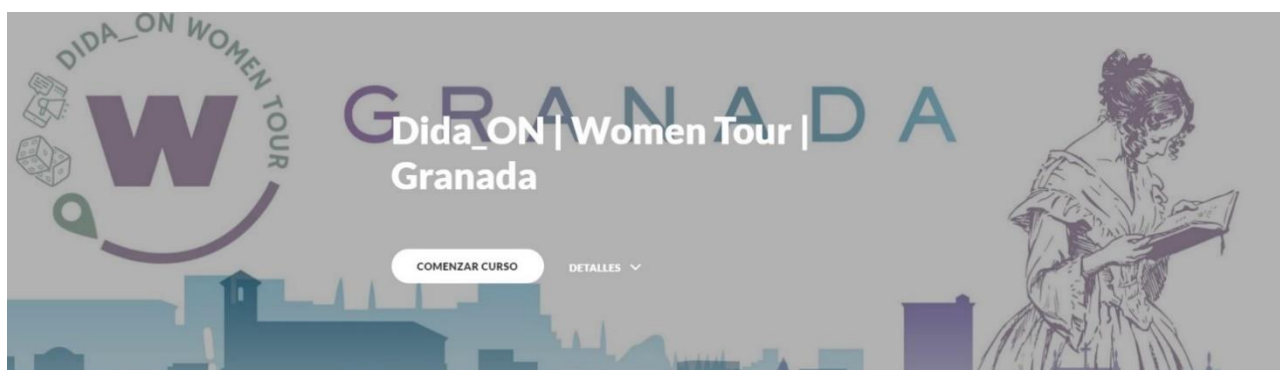 DIDA_ON WOMEN TOUR
W
GRANADA
Dida_ON | Women Tour |
Granada
COMENZAR CURSO
DETALLES